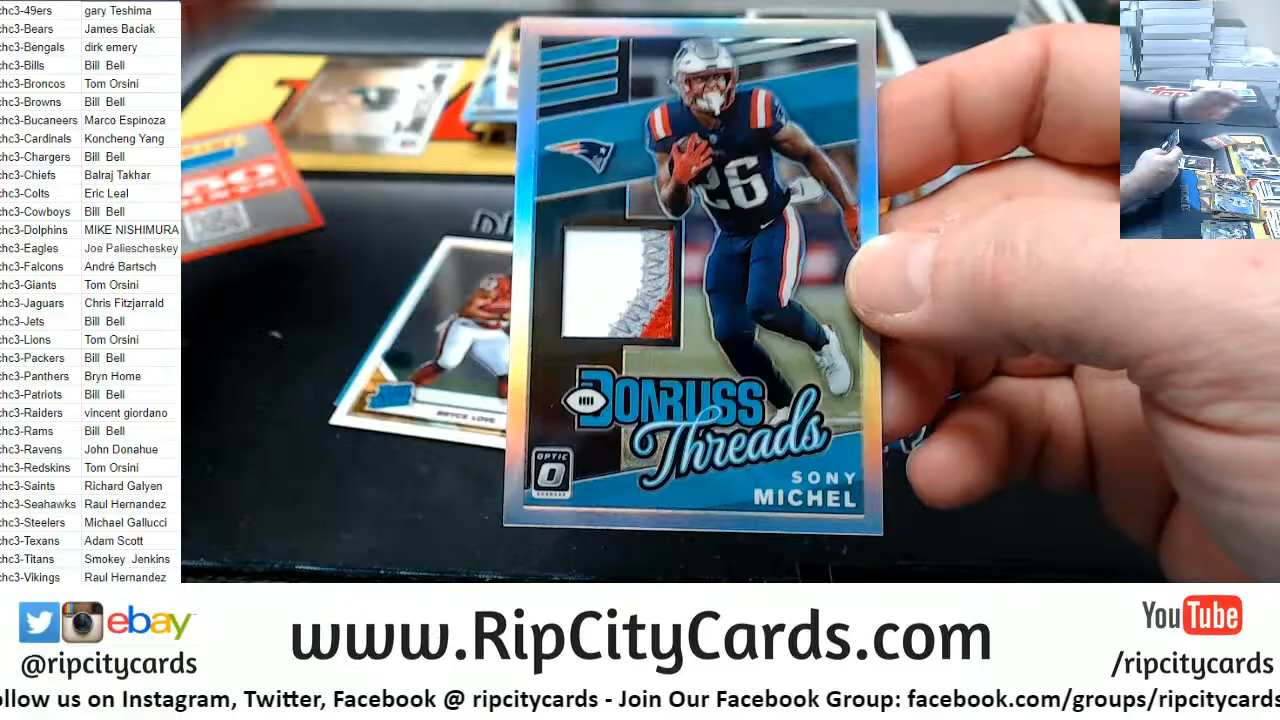 chc3-49ers gary Teshima
chc3-Bears James Baciak
chc3-Bengals dirk emery
chc3-Bills Bill Bell
chc3-Broncos Tom Orsini
chc3-Browns Bill Bell
chc3-Bucaneers Marco Espinoza
chc3-Cardinals Koncheng Yang
chc3-Chargers Bill Bell
chc3-Chiefs Balraj Takhar
chc3-Colts Eric Leal
chc3-Cowboys Bill Bell
chc3-Dolphins MIKE NISHIMURA
chc3-Eagles Joe Paliescheskey
chc3-Falcons André Bartsch
chc3-Giants Tom Orsini
chc3-Jaguars Chris Fitzjarrald
chc3-Jets Bill Bell
chc3-Lions Tom Orsini
chc3-Packers Bill Bell
chc3-Panthers Bryn Home
chc3-Patriots Bill Bell
chc3-Raiders vincent giordano
chc3-Rams Bill Bell
chc3-Ravens John Donahue
chc3-Redskins Tom Orsini
chc3-Saints Richard Galyen
chc3-Seahawks Raul Hernandez
chc3-Steelers Michael Gallucci
chc3-Texans Adam Scott
chc3-Titans Smokey Jenkins
chc3-Vikings Raul Hernandez
26
DONRUSS
Threads
OPTIC
SONY
MICHEL
BRYCE LOVE
ebay
@ripcitycards
www.RipCityCards.com
YouTube
/ripcitycards
ollow us on Instagram, Twitter, Facebook @ ripcitycards - Join Our Facebook Group: facebook.com/groups/ripcitycards